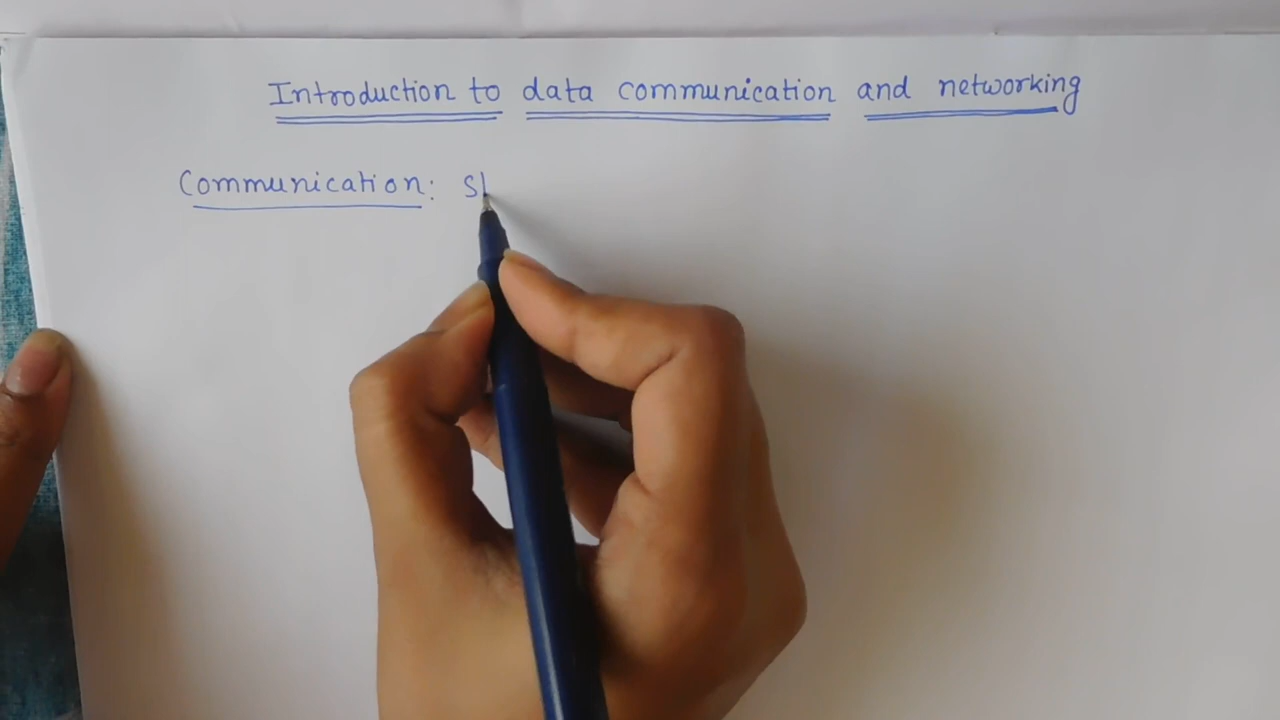 Introduction to data communication and networking
Communication: